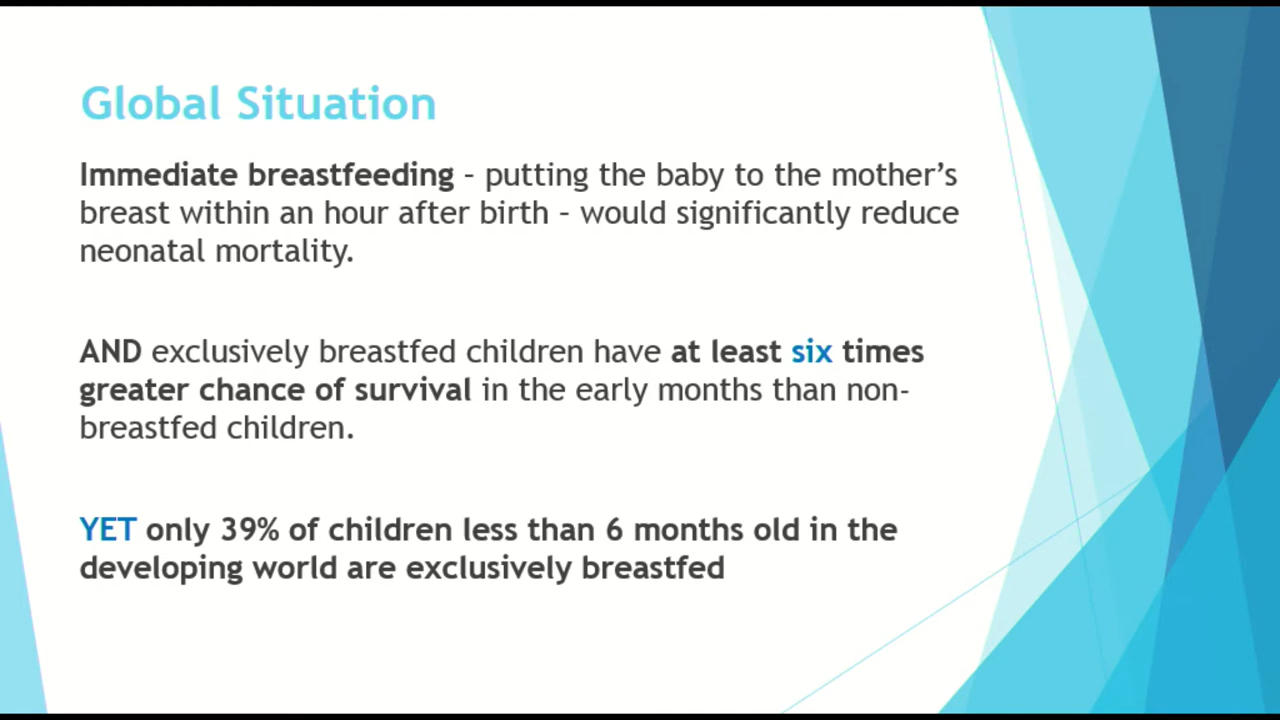 Global Situation
Immediate breastfeeding – putting the baby to the mother’s
breast within an hour after birth – would significantly reduce
neonatal mortality.
AND exclusively breastfed children have at least six times
greater chance of survival in the early months than non-
breastfed children.
YET only 39% of children less than 6 months old in the
developing world are exclusively breastfed